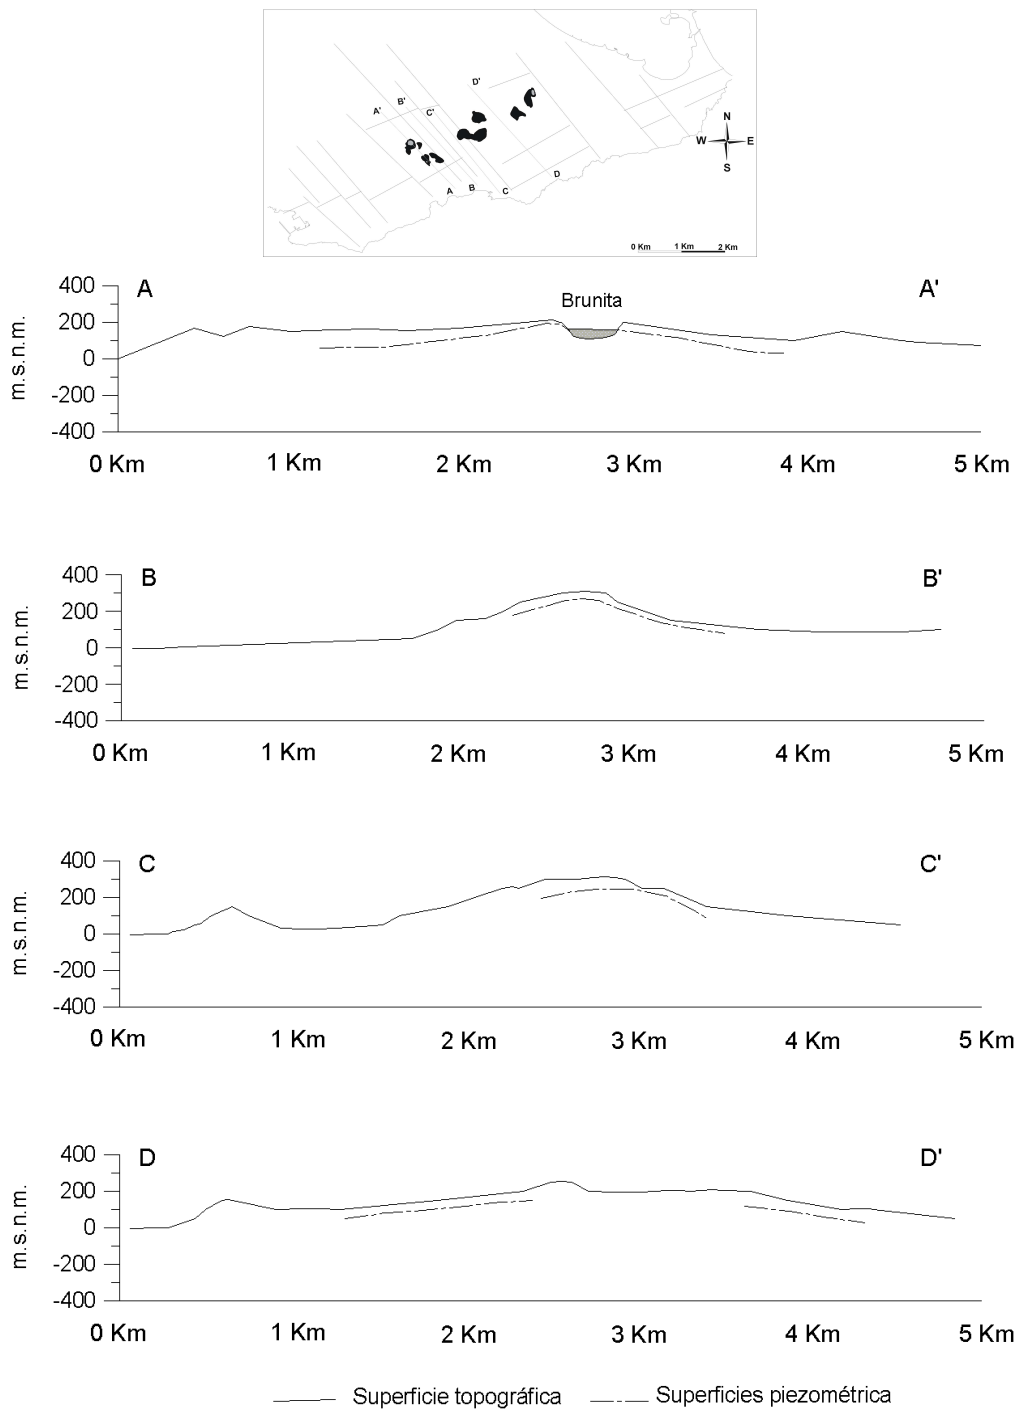 D'
B'
A'
C'
N
W E
S
D
B
A
C
0 Km 1 Km 2 Km
400 A A'
Brunita
200
0
-200
-400
m.s.n.m.
0 Km 1 Km 2 Km 3 Km 4 Km 5 Km
400 B B'
200
0
-200
-400
m.s.n.m.
0 Km 1 Km 2 Km 3 Km 4 Km 5 Km
400 C C'
200
0
-200
-400
m.s.n.m.
0 Km 1 Km 2 Km 3 Km 4 Km 5 Km
400 D D'
200
0
-200
-400
m.s.n.m.
0 Km 1 Km 2 Km 3 Km 4 Km 5 Km
Superficie topográfica Superficies piezométrica